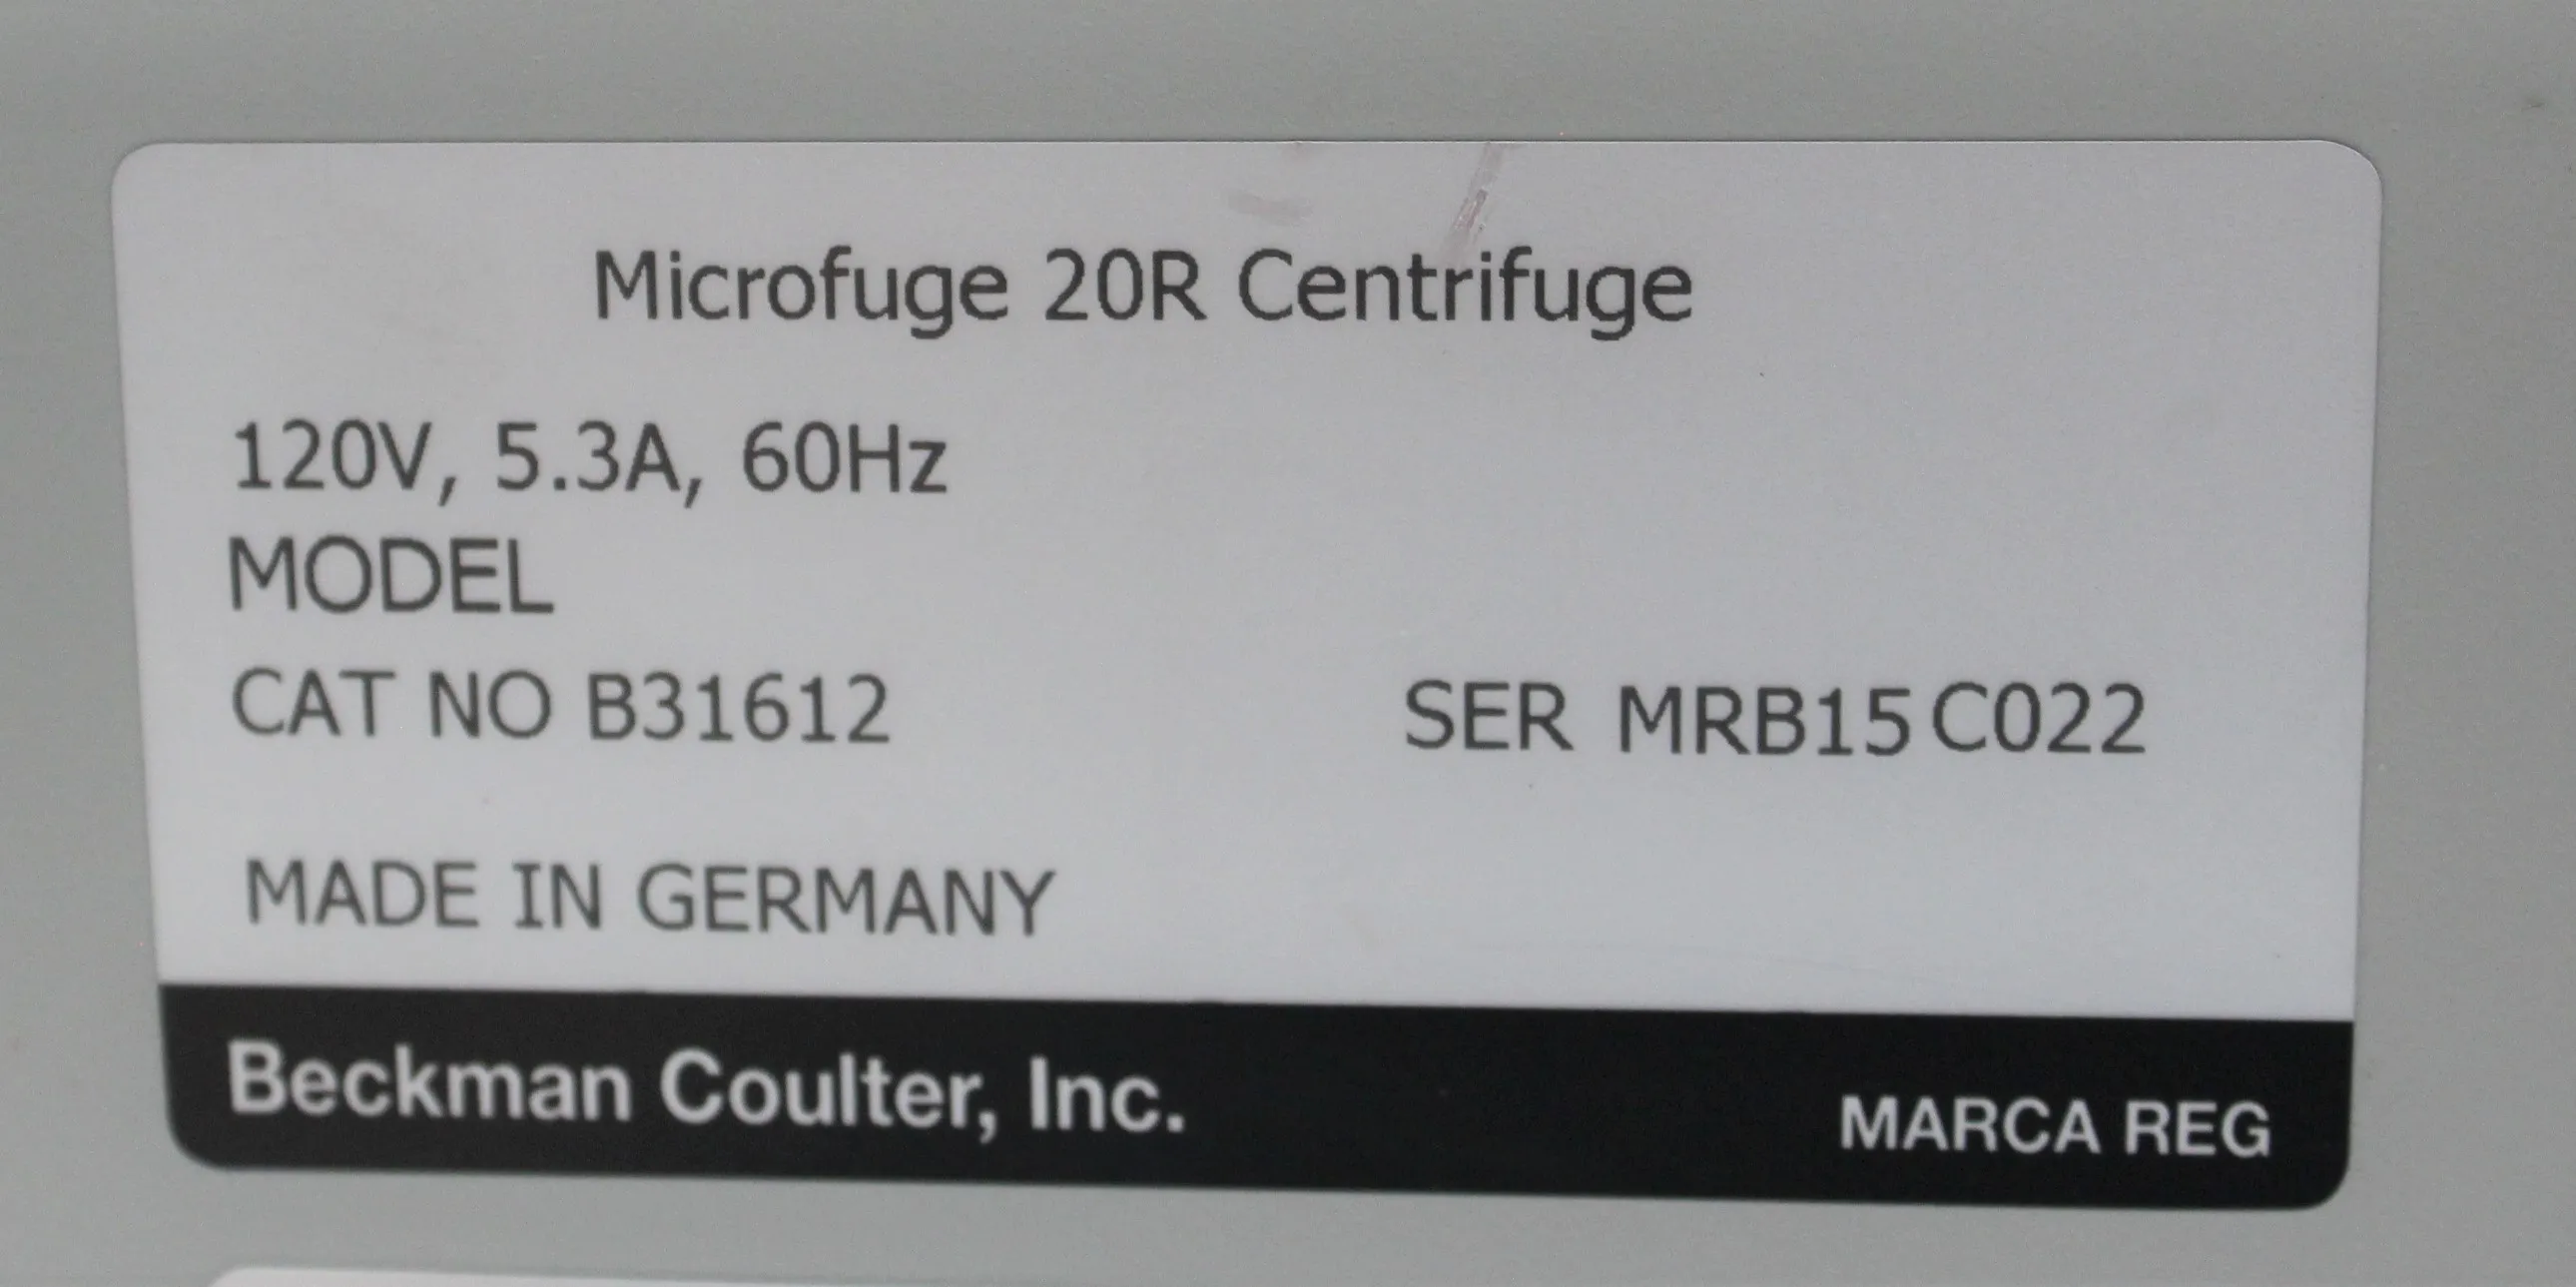 Microfuge 20R Centrifuge
120V, 5.3A, 60Hz
MODEL
CAT NO B31612 SER MRB15C022
MADE IN GERMANY
Beckman Coulter, Inc. MARCA REG